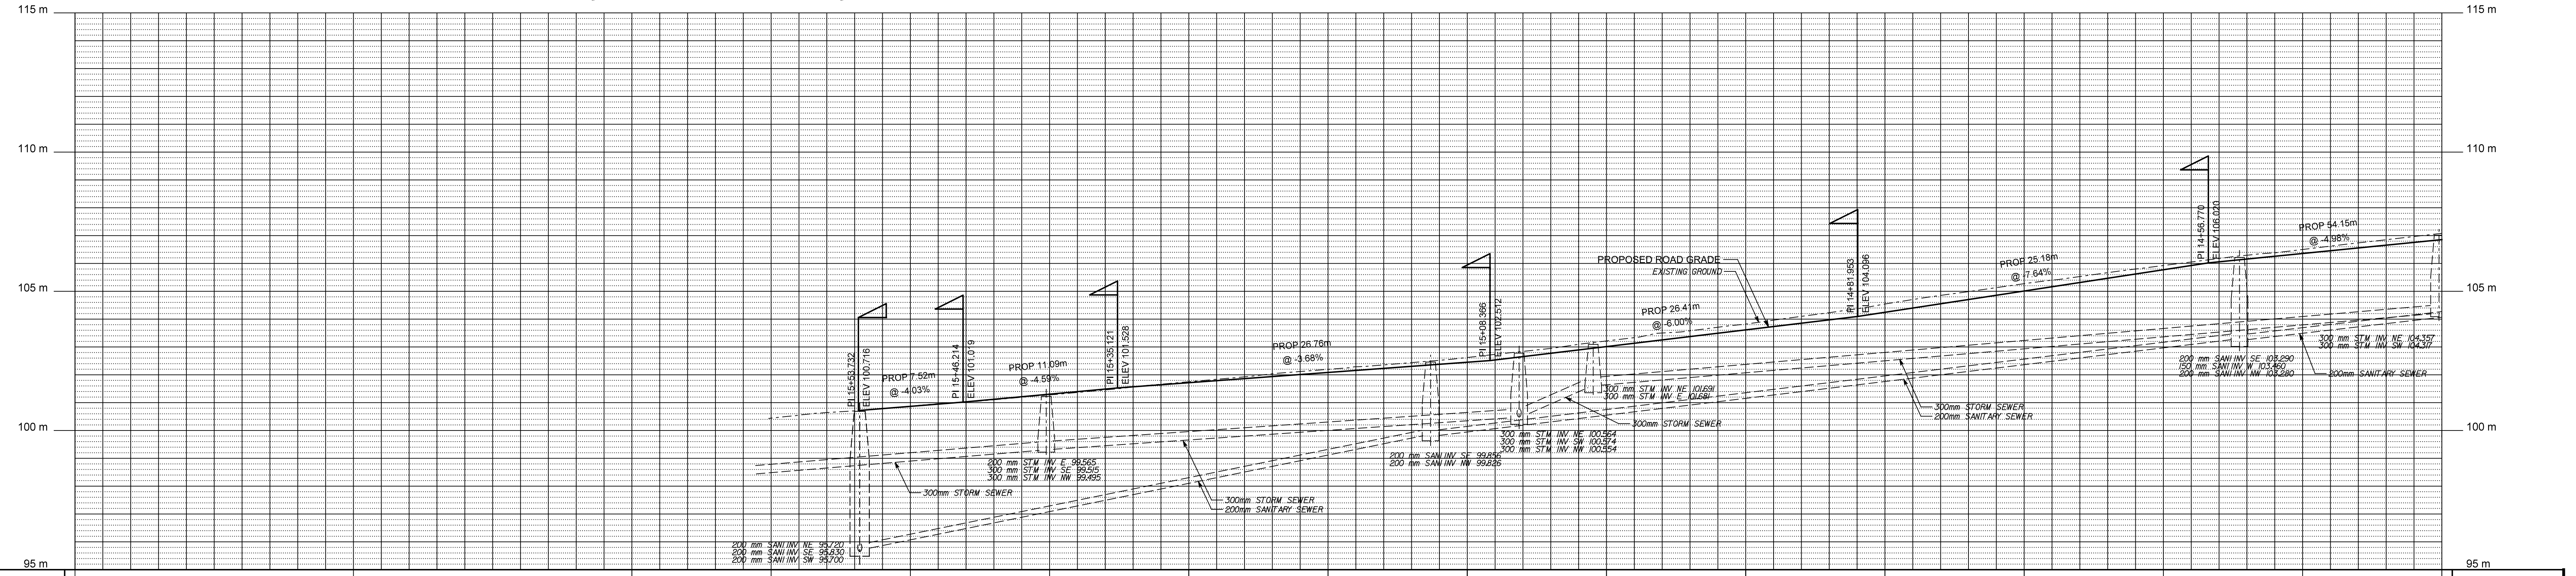 115 m
115 m
110 m
110 m
105 m
105 m
100 m
100 m
95 m
95 m
PI 15+53.732
ELEV 100.716
PROP 7.52m
@ -4.03%
PI 15+46.214
ELEV 101.019
PROP 11.09m
@ -4.59%
PI 15+35.121
ELEV 101.528
PROP 26.76m
@ -3.68%
PI 15+08.366
ELEV 102.512
PROP 26.41m
@ -6.00%
PROPOSED ROAD GRADE
EXISTING GROUND
PI 14+81.953
ELEV 104.096
PROP 25.18m
@ -7.64%
PI 14+56.770
ELEV 106.020
PROP 54.15m
@ -4.98%
200 mm SANI INV NE 95.720
200 mm SANI INV SE 95.830
200 mm SANI INV SW 95.700
300mm STORM SEWER
200 mm STM INV E 99.565
300 mm STM INV SE 99.515
300 mm STM INV NW 99.495
300mm STORM SEWER
200mm SANITARY SEWER
200 mm SANI INV SE 99.856
200 mm SANI INV NW 99.826
300 mm STM INV NE 100.564
300 mm STM INV SW 100.574
300 mm STM INV NW 100.554
300 mm STM INV NE 101.691
300 mm STM INV E 101.681
300mm STORM SEWER
300mm STORM SEWER
200mm SANITARY SEWER
200 mm SANI INV SE 103.290
150 mm SANI INV W 103.460
200 mm SANI INV NW 103.280
200mm SANITARY SEWER
300 mm STM INV NE 104.357
300 mm STM INV SW 104.317